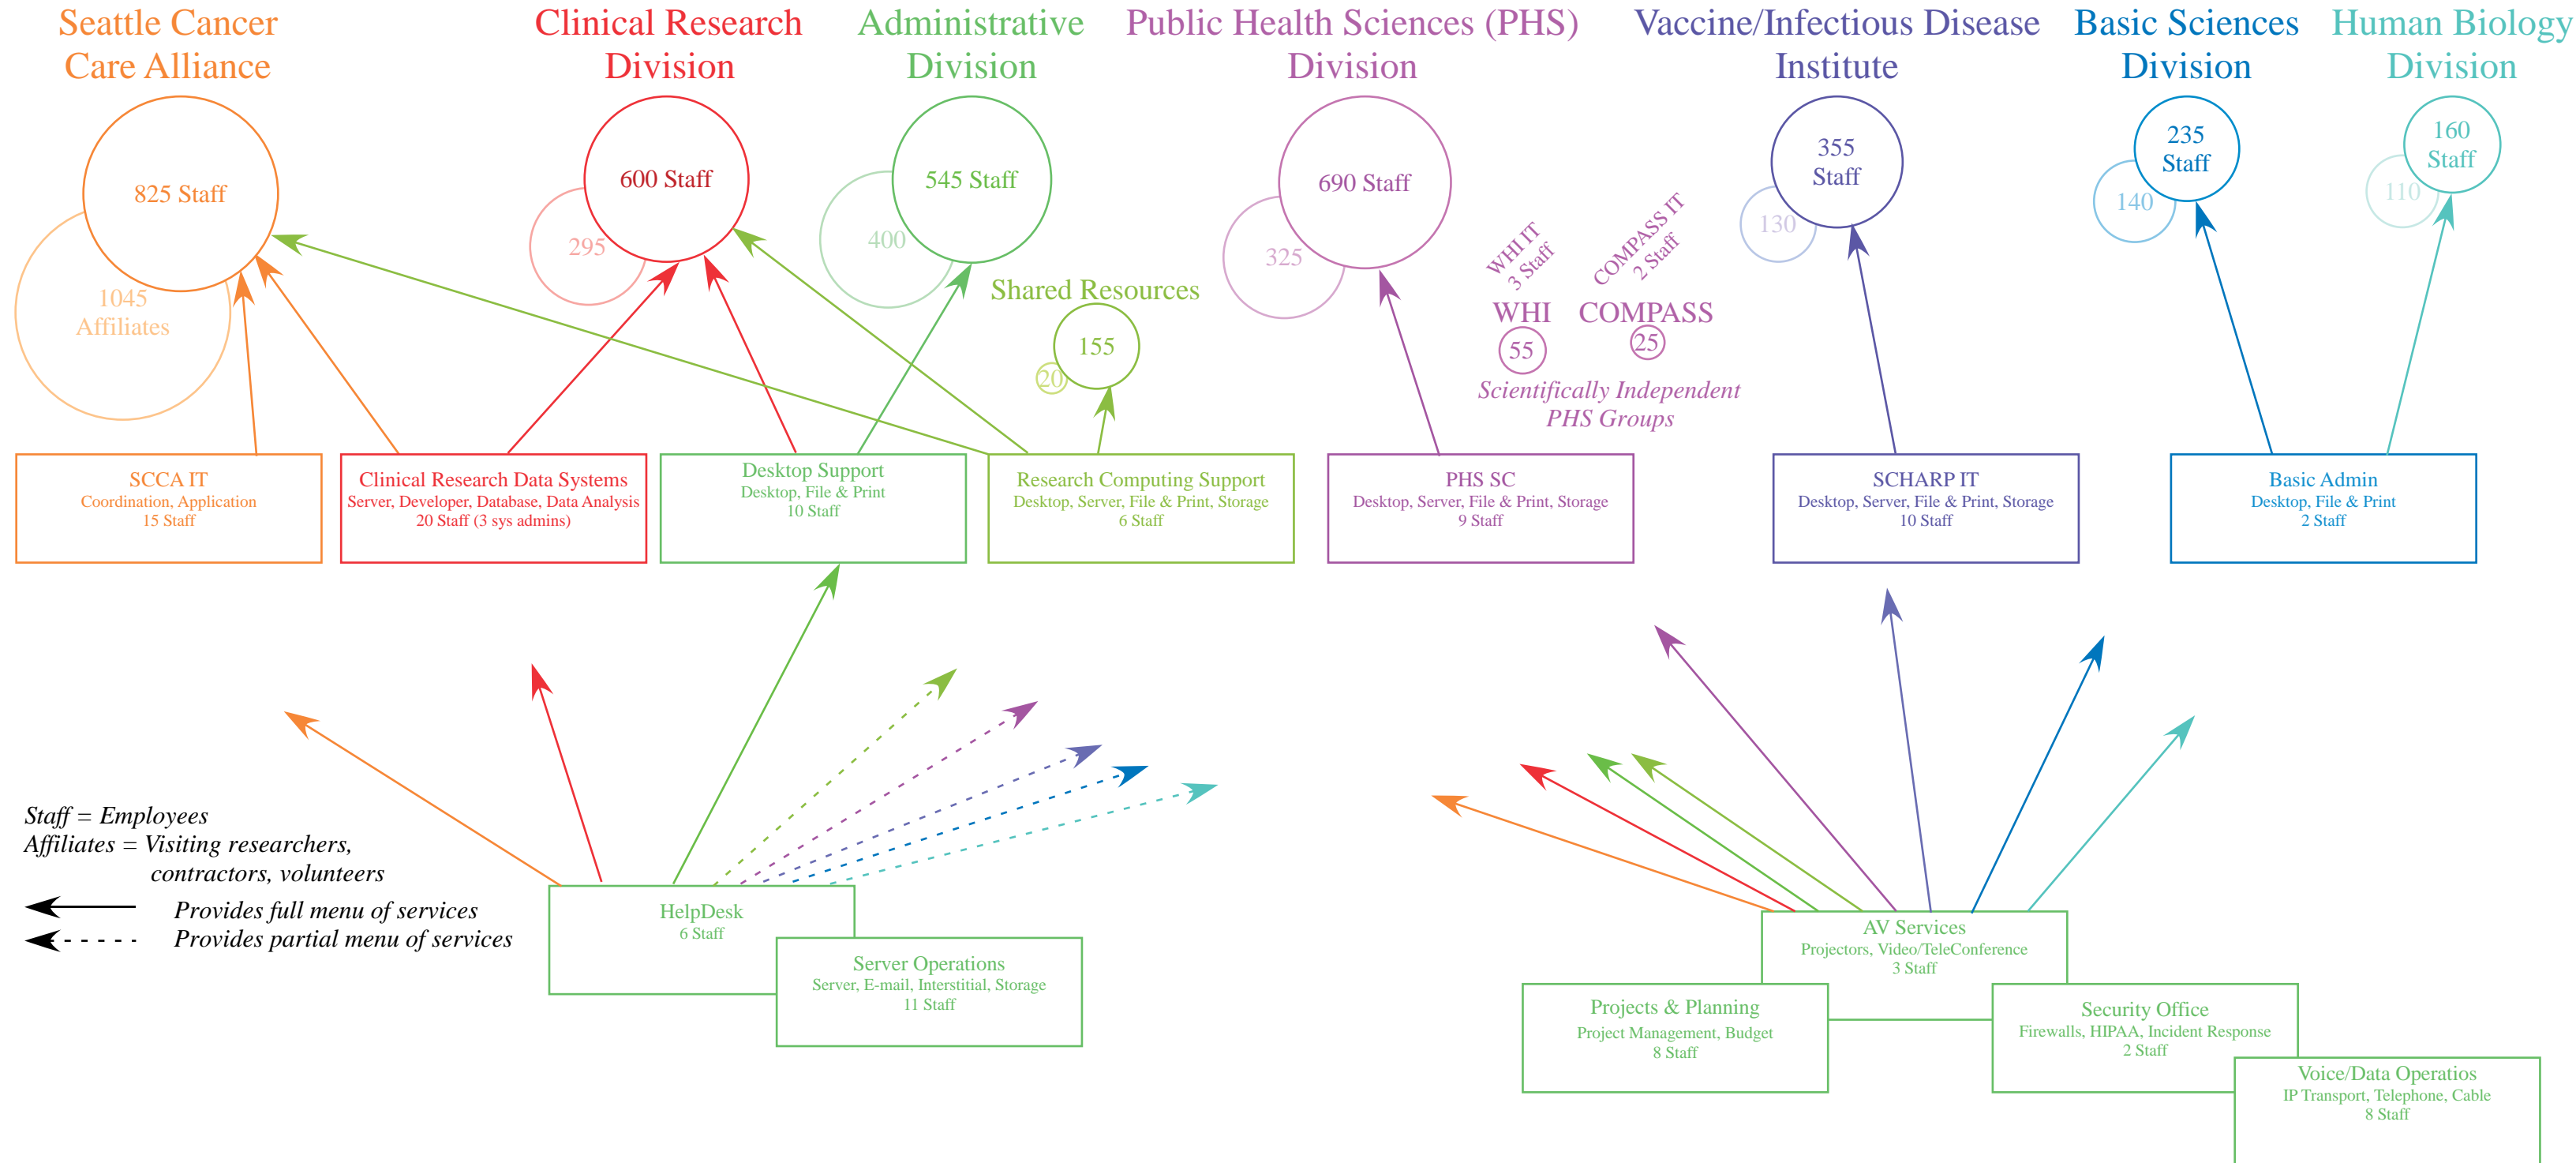 Seattle Cancer
Care Alliance
Clinical Research
Division
Administrative
Division
Public Health Sciences (PHS)
Division
Vaccine/Infectious Disease
Institute
Basic Sciences
Division
Human Biology
Division
825 Staff
1045
Affiliates
600 Staff
295
545 Staff
400
Shared Resources
155
20
690 Staff
325
WHI IT
3 Staff
COMPASS IT
2 Staff
WHI
55
COMPASS
25
Scientifically Independent
PHS Groups
355
Staff
130
235
Staff
140
160
Staff
110
SCCA IT
Coordination, Application
15 Staff
Clinical Research Data Systems
Server, Developer, Database, Data Analysis
20 Staff (3 sys admins)
Desktop Support
Desktop, File & Print
10 Staff
Research Computing Support
Desktop, Server, File & Print, Storage
6 Staff
PHS SC
Desktop, Server, File & Print, Storage
9 Staff
SCHARP IT
Desktop, Server, File & Print, Storage
10 Staff
Basic Admin
Desktop, File & Print
2 Staff
Staff = Employees
Affiliates = Visiting researchers,
contractors, volunteers
Provides full menu of services
Provides partial menu of services
HelpDesk
6 Staff
Server Operations
Server, E-mail, Interstitial, Storage
11 Staff
AV Services
Projectors, Video/TeleConference
3 Staff
Projects & Planning
Project Management, Budget
8 Staff
Security Office
Firewalls, HIPAA, Incident Response
2 Staff
Voice/Data Operatios
IP Transport, Telephone, Cable
8 Staff